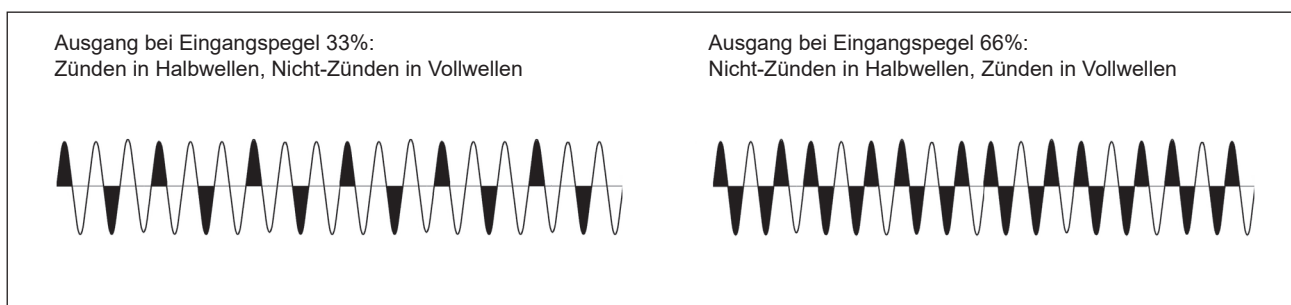 Ausgang bei Eingangspegel 33%:
Zünden in Halbwellen, Nicht-Zünden in Vollwellen
Ausgang bei Eingangspegel 66%:
Nicht-Zünden in Halbwellen, Zünden in Vollwellen